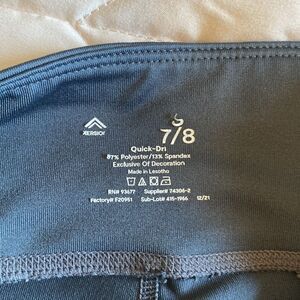 S
7/8
Quick-Dri
87% Polyester/13% Spandex
Exclusive Of Decoration
Made in Lesotho
RN# 93677 Supplier# 74306-2
Factory# F20951 Sub-Lot# 415-1966 12/21